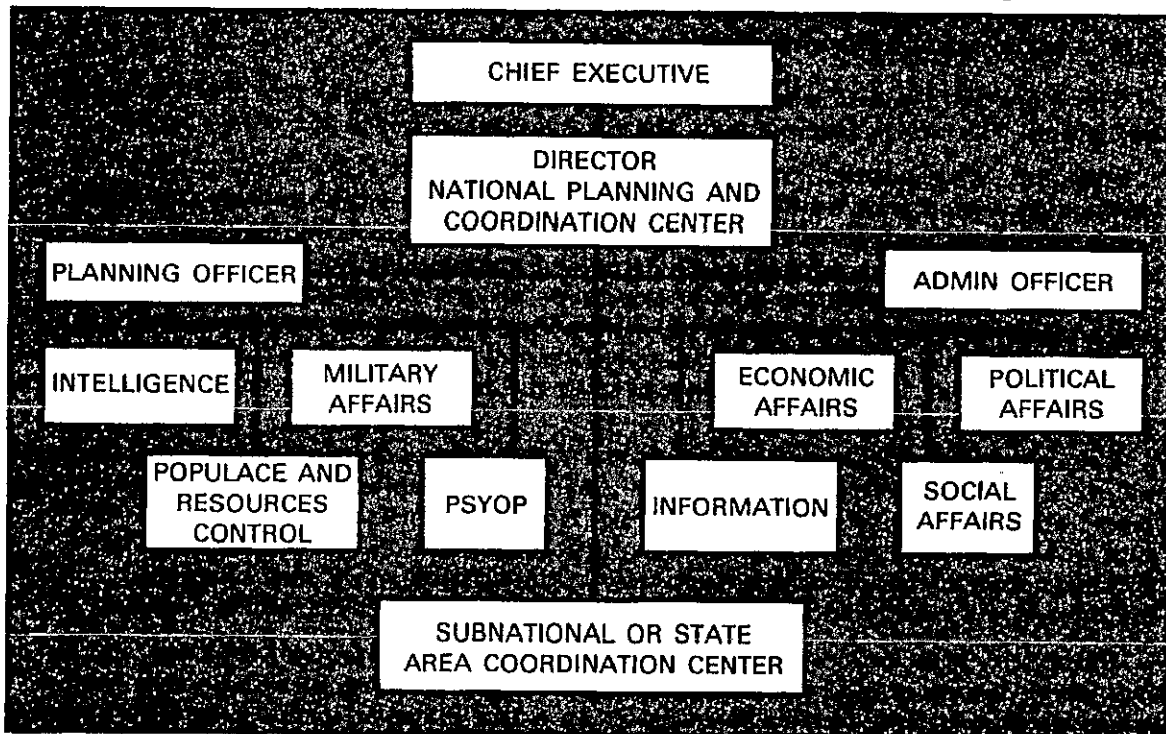 CHIEF EXECUTIVE
DIRECTOR
NATIONAL PLANNING AND
COORDINATION CENTER
PLANNING OFFICER
ADMIN OFFICER
INTELLIGENCE
MILITARY
AFFAIRS
ECONOMIC
AFFAIRS
POLITICAL
AFFAIRS
POPULACE AND
RESOURCES
CONTROL
PSYOP
INFORMATION
SOCIAL
AFFAIRS
SUBNATIONAL OR STATE
AREA COORDINATION CENTER